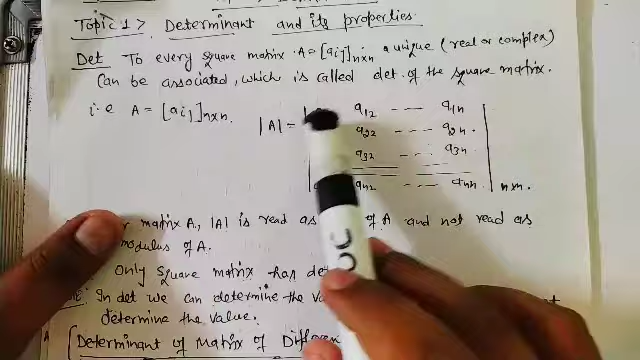 Topic 1> Determinant and its properties.
Det To every square matrix A = [aij]n×n a unique (real or complex)
Can be associated, which is called det. of the square matrix.
i.e A = [aij]n×n. |A| =
a12 --- a1n
a22 ---- a2n
a32 --- a3n
an2 --- ann n×n.
matrix A, |A| is read as of A and not read as
modulus of A.
Only square matrix has det
In det we can determine the va
determine the value.
[Determinant of Matrix of Differen